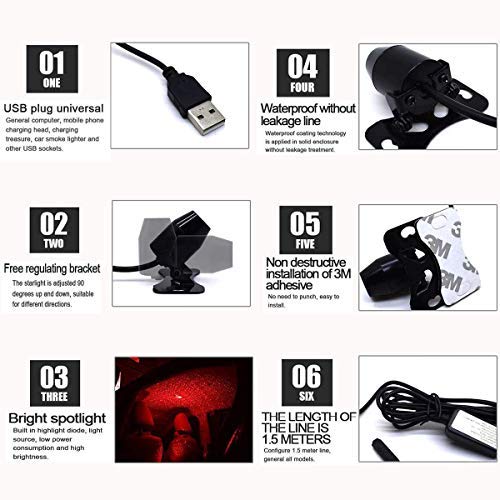 01
ONE
USB plug universal
General computer, mobile phone
charging head, charging
treasure, car smoke lighter and
other USB sockets.
02
TWO
Free regulating bracket
The starlight is adjusted 90
degrees up and down, suitable
for different directions.
03
THREE
Bright spotlight
Built in highlight diode, light
source, low power
consumption and high
brightness.
04
FOUR
Waterproof without
leakage line
Waterproof coating technology
is applied in solid enclosure
without leakage treatment.
05
FIVE
Non destructive
installation of 3M
adhesive
No need to punch, easy to
install.
3M
3M
3M
06
SIX
THE LENGTH OF
THE LINE IS
1.5 METERS
Configure 1.5 meter line,
general all models.